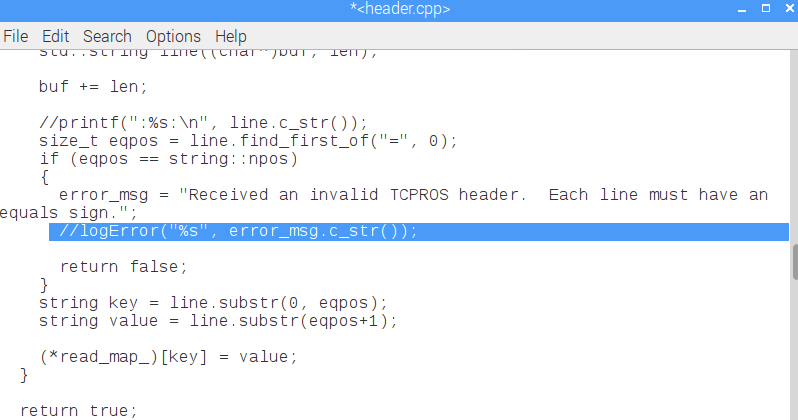 *<header.cpp>
File Edit Search Options Help
std::string line((char*)buf, len);
buf += len;
//printf(":%s:\n", line.c_str());
size_t eqpos = line.find_first_of("=", 0);
if (eqpos == string::npos)
{
error_msg = "Received an invalid TCPROS header.  Each line must have an
equals sign.";
//logError("%s", error_msg.c_str());
return false;
}
string key = line.substr(0, eqpos);
string value = line.substr(eqpos+1);
(*read_map_)[key] = value;
}
return true;